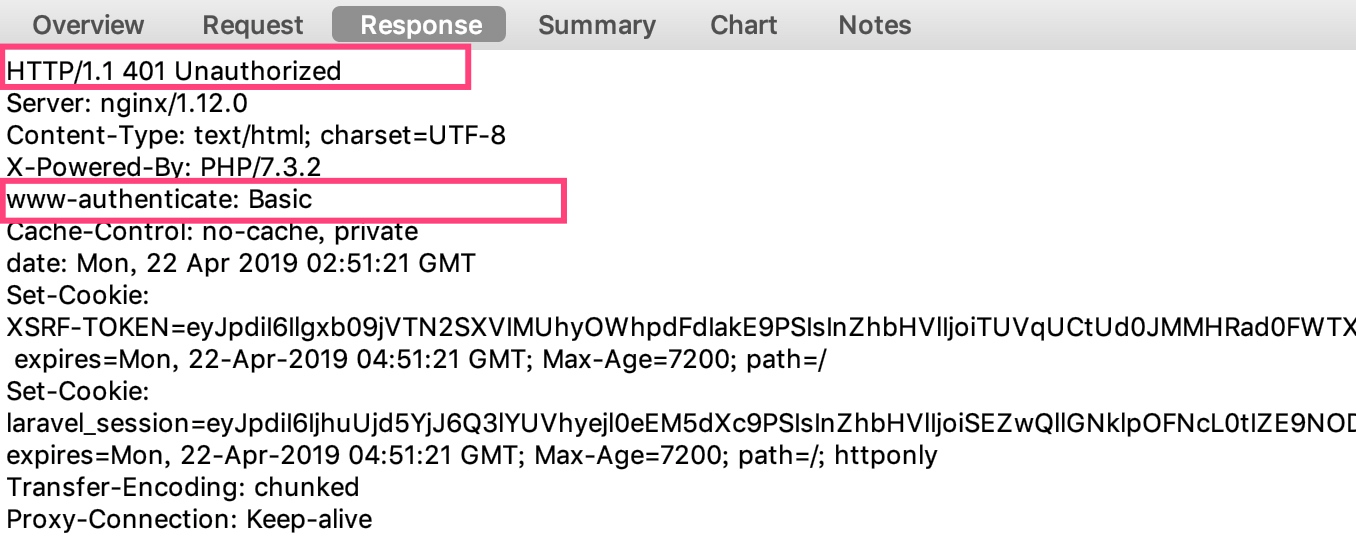 Overview Request Response Summary Chart Notes
HTTP/1.1 401 Unauthorized
Server: nginx/1.12.0
Content-Type: text/html; charset=UTF-8
X-Powered-By: PHP/7.3.2
www-authenticate: Basic
Cache-Control: no-cache, private
date: Mon, 22 Apr 2019 02:51:21 GMT
Set-Cookie:
XSRF-TOKEN=
expires=Mon, 22-Apr-2019 04:51:21 GMT; Max-Age=7200; path=/
Set-Cookie:
laravel_session=
expires=Mon, 22-Apr-2019 04:51:21 GMT; Max-Age=7200; path=/; httponly
Transfer-Encoding: chunked
Proxy-Connection: Keep-alive